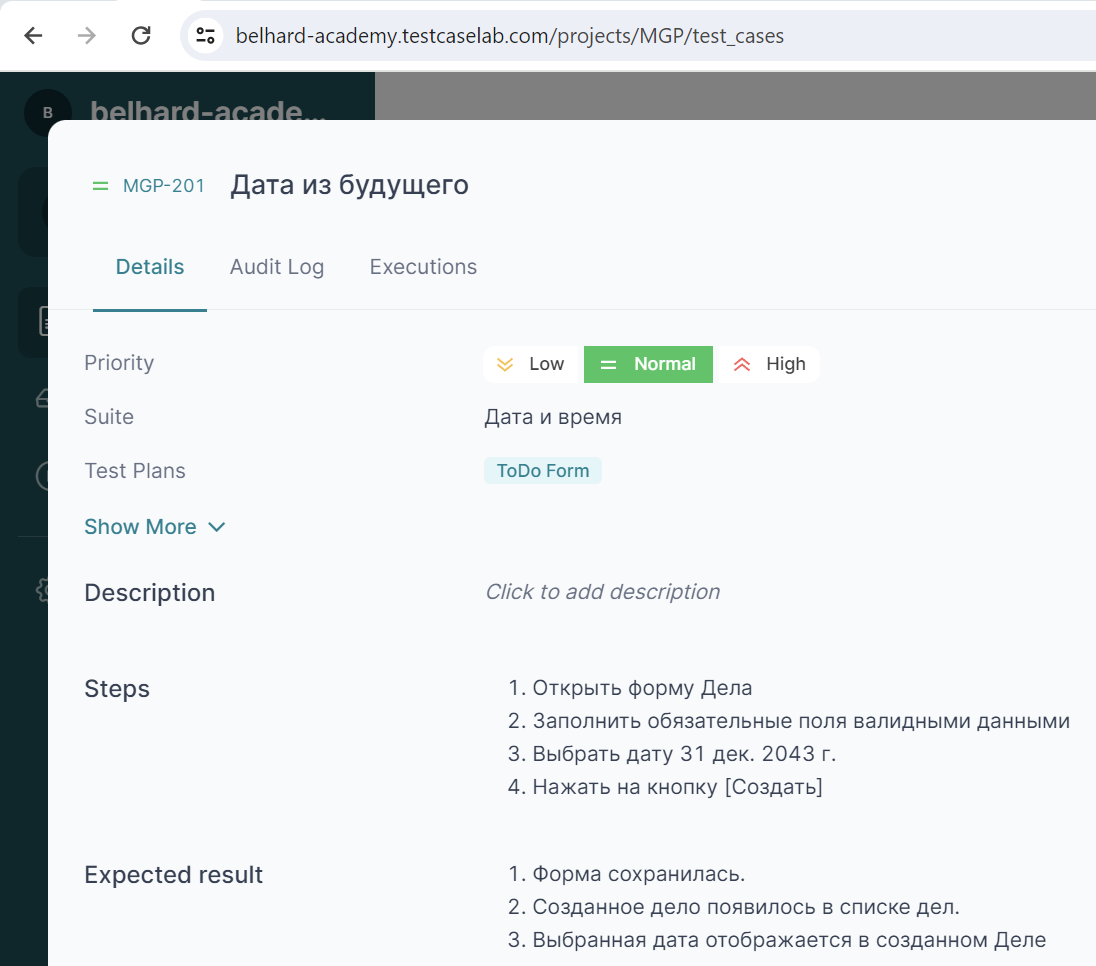 belhard-academy.testcaselab.com/projects/MGP/test_cases
B belhard-acade...
MGP-201 Дата из будущего
Details Audit Log Executions
Priority Low Normal High
Suite Дата и время
Test Plans ToDo Form
Show More
Description Click to add description
Steps
1. Открыть форму Дела
2. Заполнить обязательные поля валидными данными
3. Выбрать дату 31 дек. 2043 г.
4. Нажать на кнопку [Создать]
Expected result
1. Форма сохранилась.
2. Созданное дело появилось в списке дел.
3. Выбранная дата отображается в созданном Деле